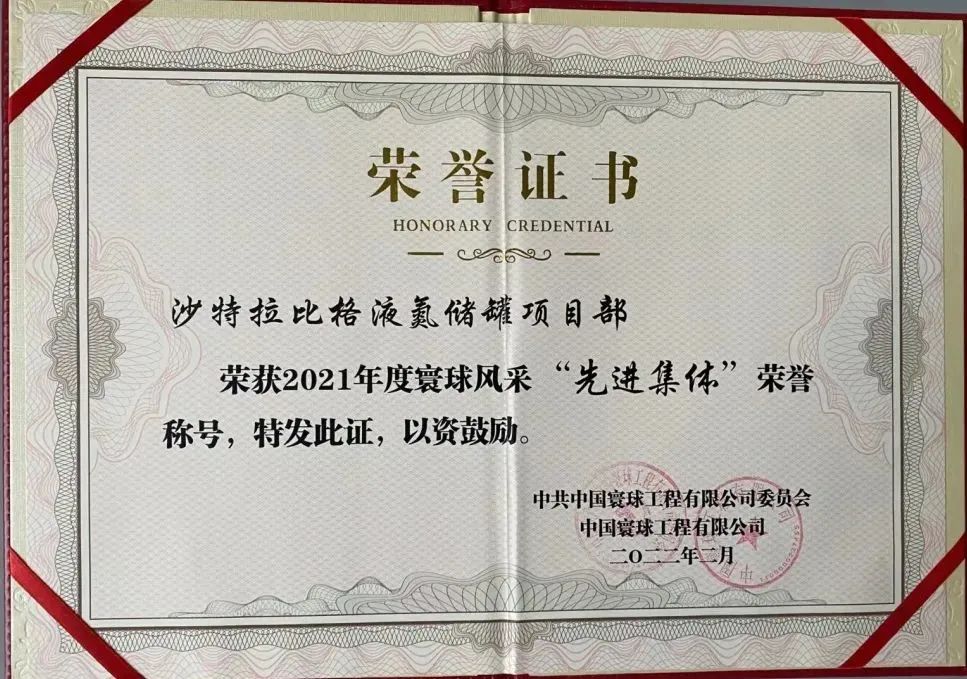 荣誉证书
HONORARY CREDENTIAL
沙特拉比格液氮储罐项目部
荣获2021年度寰球风采“先进集体”荣誉
称号，特发此证，以资鼓励。
中共中国寰球工程有限公司委员会
中国寰球工程有限公司
二〇二二年二月